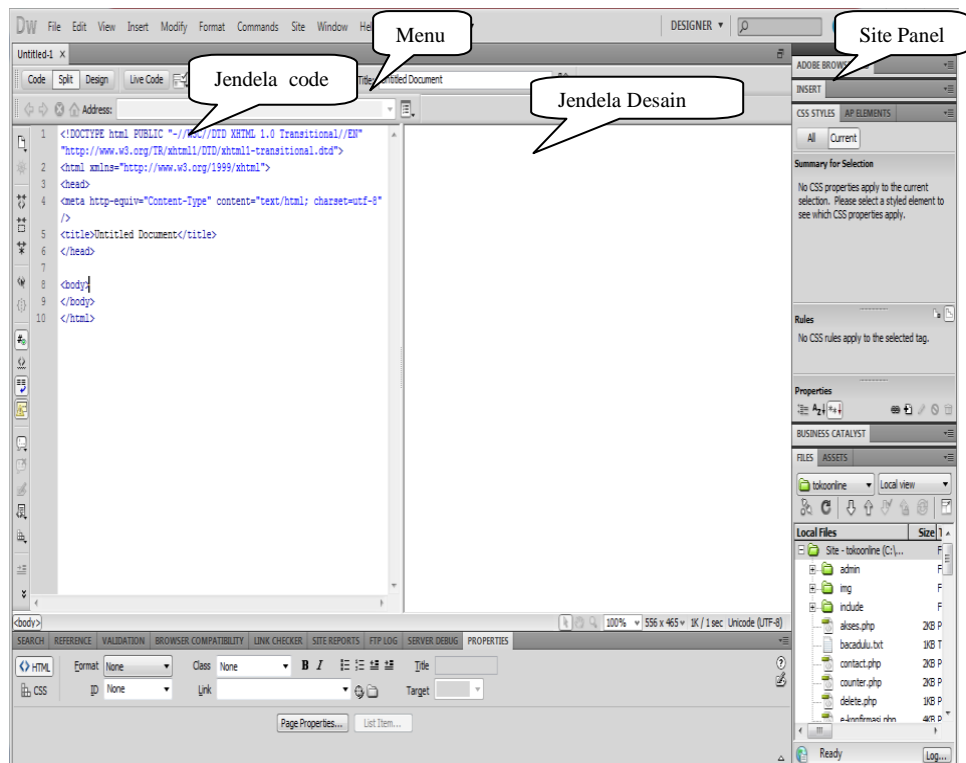 DW File Edit View Insert Modify Format Commands Site Window DESIGNER
Menu
Site Panel
Untitled-1 ×
Code Split Design Live Code
Jendela code
Title: Untitled Document
Address:
Jendela Desain
1 <!DOCTYPE html PUBLIC "-//W3C//DTD XHTML 1.0 Transitional//EN"
"http://www.w3.org/TR/xhtml1/DTD/xhtml1-transitional.dtd">
2 <html xmlns="http://www.w3.org/1999/xhtml">
3 <head>
4 <meta http-equiv="Content-Type" content="text/html; charset=utf-8"
/>
5 <title>Untitled Document</title>
6 </head>
7
8 <body>
9 </body>
10 </html>
<body>
100% 556 x 465 1K / 1 sec Unicode (UTF-8)
ADOBE
INSERT
CSS STYLES AP ELEMENTS
All Current
Summary for Selection
No CSS properties apply to the current
selection. Please select a styled element to
see which CSS properties apply.
Rules
No CSS rules apply to the selected tag.
Properties
BUSINESS CATALYST
FILES ASSETS
tokoonline Local view
Local Files Size T
Site - tokoonline (C:\... F
admin F
img F
include F
akses.php 2KB P
bacadulu.txt 1KB T
contact.php 2KB P
counter.php 2KB P
delete.php 1KB P
e-konfirmasi.php 4KB P
Ready Log...
SEARCH REFERENCE VALIDATION BROWSER COMPATIBILITY LINK CHECKER SITE REPORTS FTP LOG SERVER DEBUG PROPERTIES
<> HTML Format None Class None B I Title
CSS ID None Link Target
Page Properties... List Item...